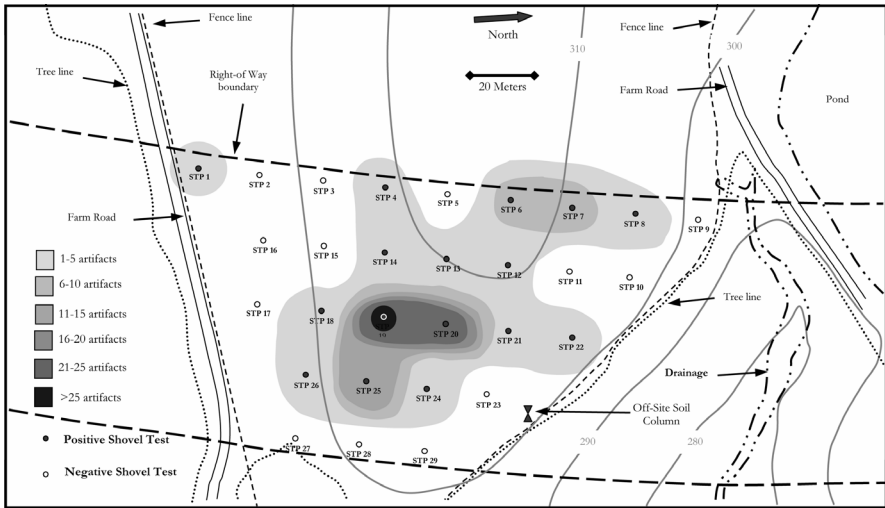 Fence line
North
310
Fence line
300
Tree line
Right-of Way
boundary
20 Meters
Farm Road
Pond
STP 1
STP 2
STP 3
STP 4
STP 5
STP 6
STP 7
STP 8
STP 9
Farm Road
STP 16
STP 15
STP 14
STP 13
STP 12
STP 11
STP 10
1-5 artifacts
6-10 artifacts
11-15 artifacts
16-20 artifacts
21-25 artifacts
>25 artifacts
Tree line
STP 17
STP 18
19
STP 20
STP 21
STP 22
Drainage
STP 26
STP 25
STP 24
STP 23
Off-Site Soil
Column
Positive Shovel Test
Negative Shovel Test
STP 27
STP 28
STP 29
290
280